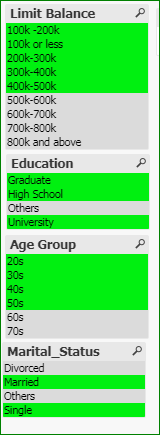 Limit Balance
100k -200k
100k or less
200k-300k
300k-400k
400k-500k
500k-600k
600k-700k
700k-800k
800k and above
Education
Graduate
High School
Others
University
Age Group
20s
30s
40s
50s
60s
70s
Marital_Status
Divorced
Married
Others
Single